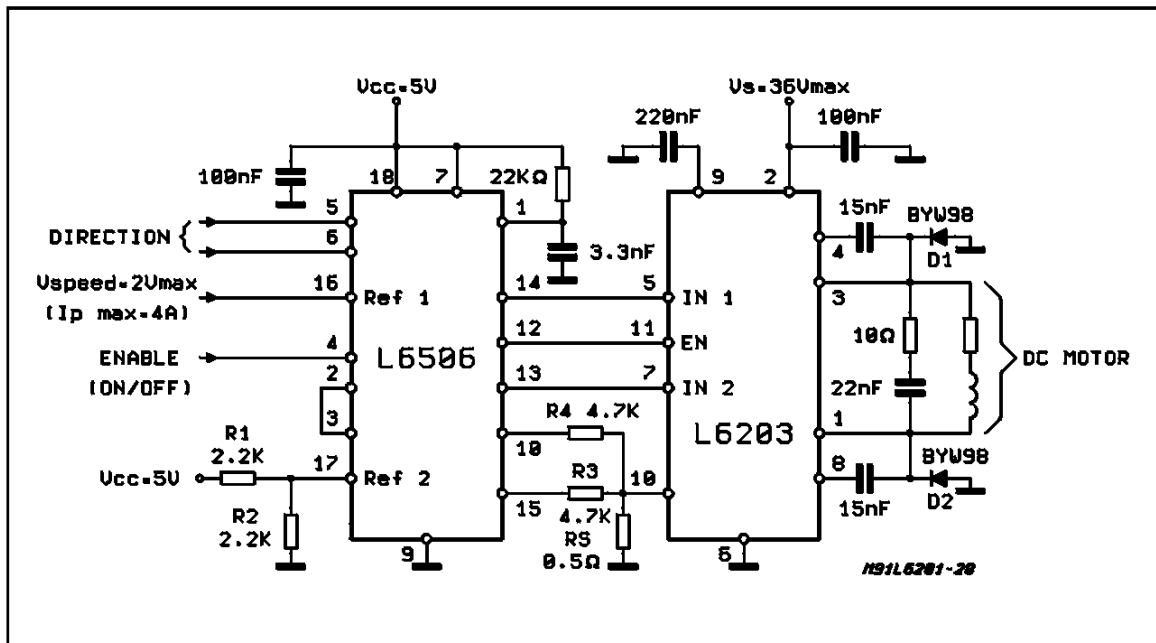 Vcc=5V
Vs=36Vmax
220nF
100nF
100nF
18
7
22KΩ
9
2
5
1
15nF
BYW98
DIRECTION {
6
3.3nF
4
D1
Vspeed=2Vmax
16
Ref 1
14
5
IN 1
3
(Ip max=4A)
12
11
EN
10Ω
ENABLE
4
L6506
DC MOTOR
(ON/OFF)
2
13
7
IN 2
22nF
3
R4 4.7K
L6203
1
R1
2.2K
10
BYW98
Vcc=5V
17
Ref 2
R3
10
8
15
4.7K
D2
R2
2.2K
RS
0.5Ω
15nF
9
6
M91L6201-20